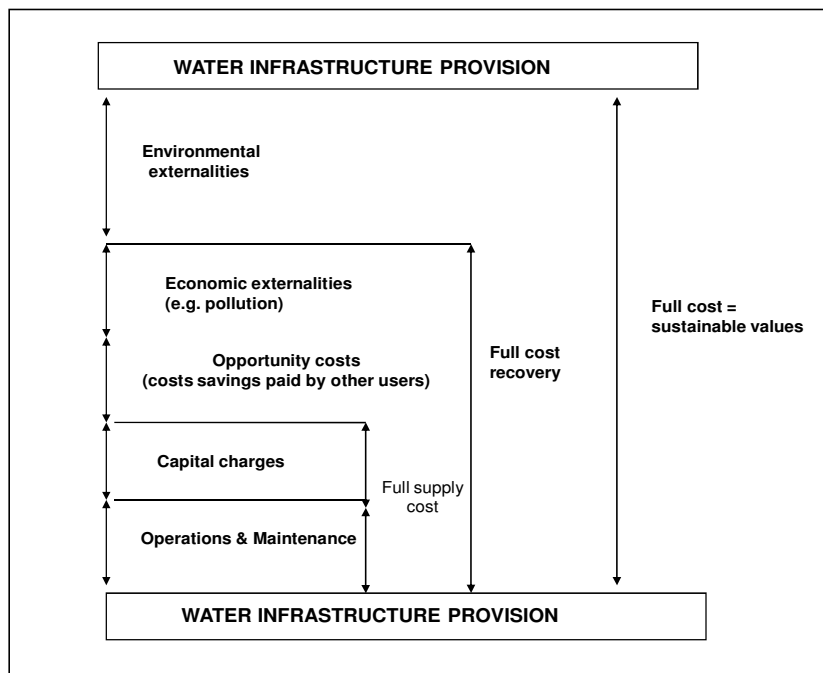 WATER INFRASTRUCTURE PROVISION
Environmental
externalities
Economic externalities
(e.g. pollution)
Full cost =
sustainable values
Opportunity costs
(costs savings paid by other users)
Full cost
recovery
Capital charges
Full supply
cost
Operations & Maintenance
WATER INFRASTRUCTURE PROVISION